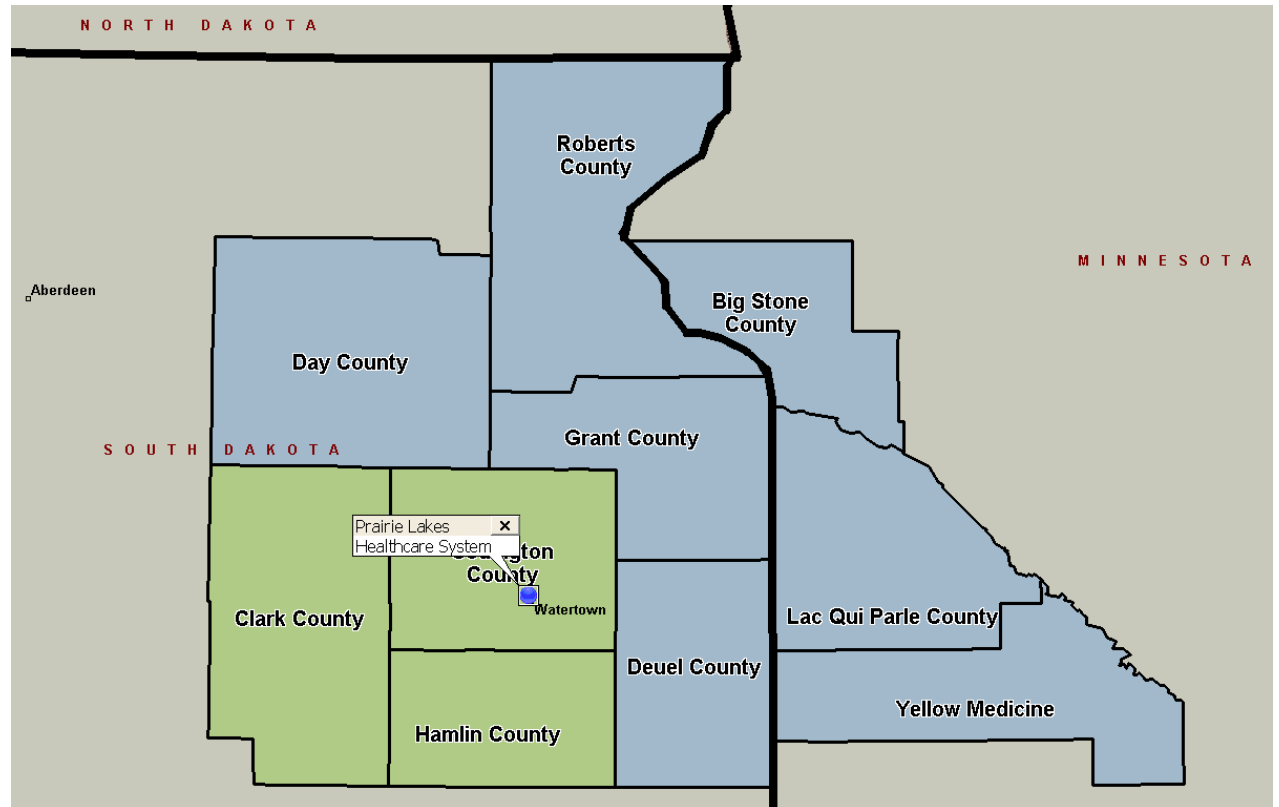 NORTH DAKOTA
Roberts
County
MINNESOTA
Aberdeen
Big Stone
County
Day County
Grant County
SOUTH DAKOTA
Prairie Lakes
Healthcare System
County
Watertown
Clark County
Lac Qui Parle County
Deuel County
Yellow Medicine
Hamlin County